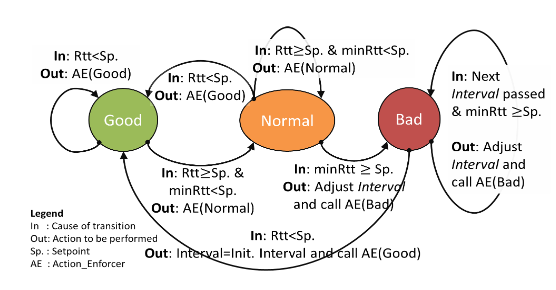 In: Rtt<Sp.
Out: AE(Good)
In: Rtt<Sp.
Out: AE(Good)
In: Rtt≥Sp. & minRtt<Sp.
Out: AE(Normal)
In: Next
Interval passed
& minRtt ≥Sp.
Out: Adjust
Interval and
call AE(Bad)
Good
Normal
Bad
In: Rtt≥Sp. &
minRtt<Sp.
Out: AE(Normal)
In: minRtt ≥ Sp.
Out: Adjust Interval
and call AE(Bad)
Legend
In : Cause of transition
Out: Action to be performed
Sp. : Setpoint
AE : Action_Enforcer
In: Rtt<Sp.
Out: Interval=Init. Interval and call AE(Good)